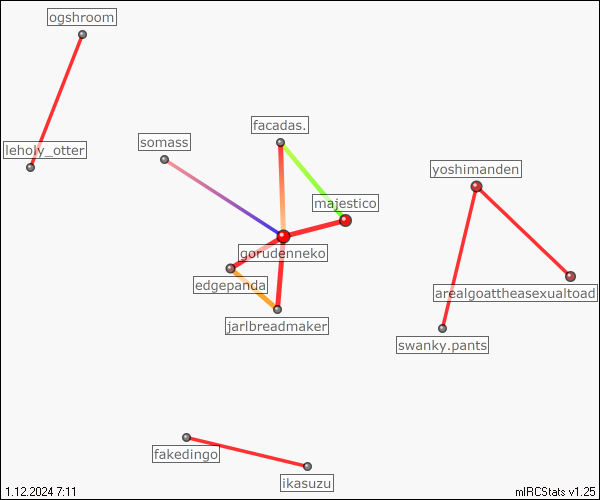 ogshroom
leholy_otter
somass
facadas.
yoshimanden
majestico
gorudenneko
edgepanda
arealgoattheasexualtoad
jarlbreadmaker
swanky.pants
fakedingo
ikasuzu
1.12.2024 7:11
mIRCStats v1.25